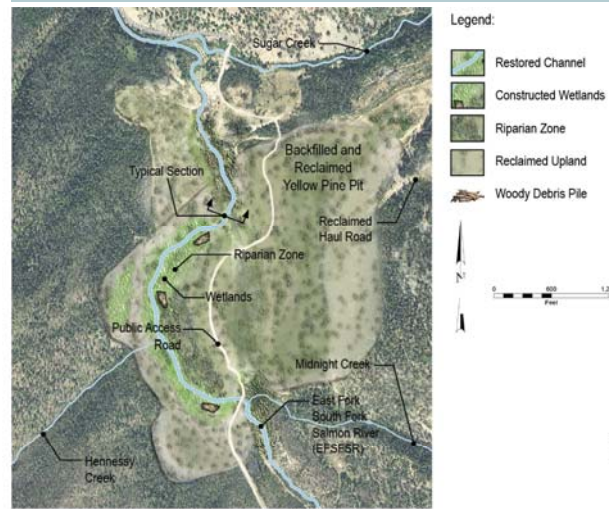 Sugar Creek
Backfilled and
Reclaimed
Yellow Pine Pit
Typical Section
Reclaimed
Haul Road
Riparian Zone
Wetlands
Public Access
Road
Midnight Creek
East Fork
South Fork
Salmon River
(EFSFSR)
Hennessy
Creek
Legend:
Restored Channel
Constructed Wetlands
Riparian Zone
Reclaimed Upland
Woody Debris Pile
N
0 600
Feet